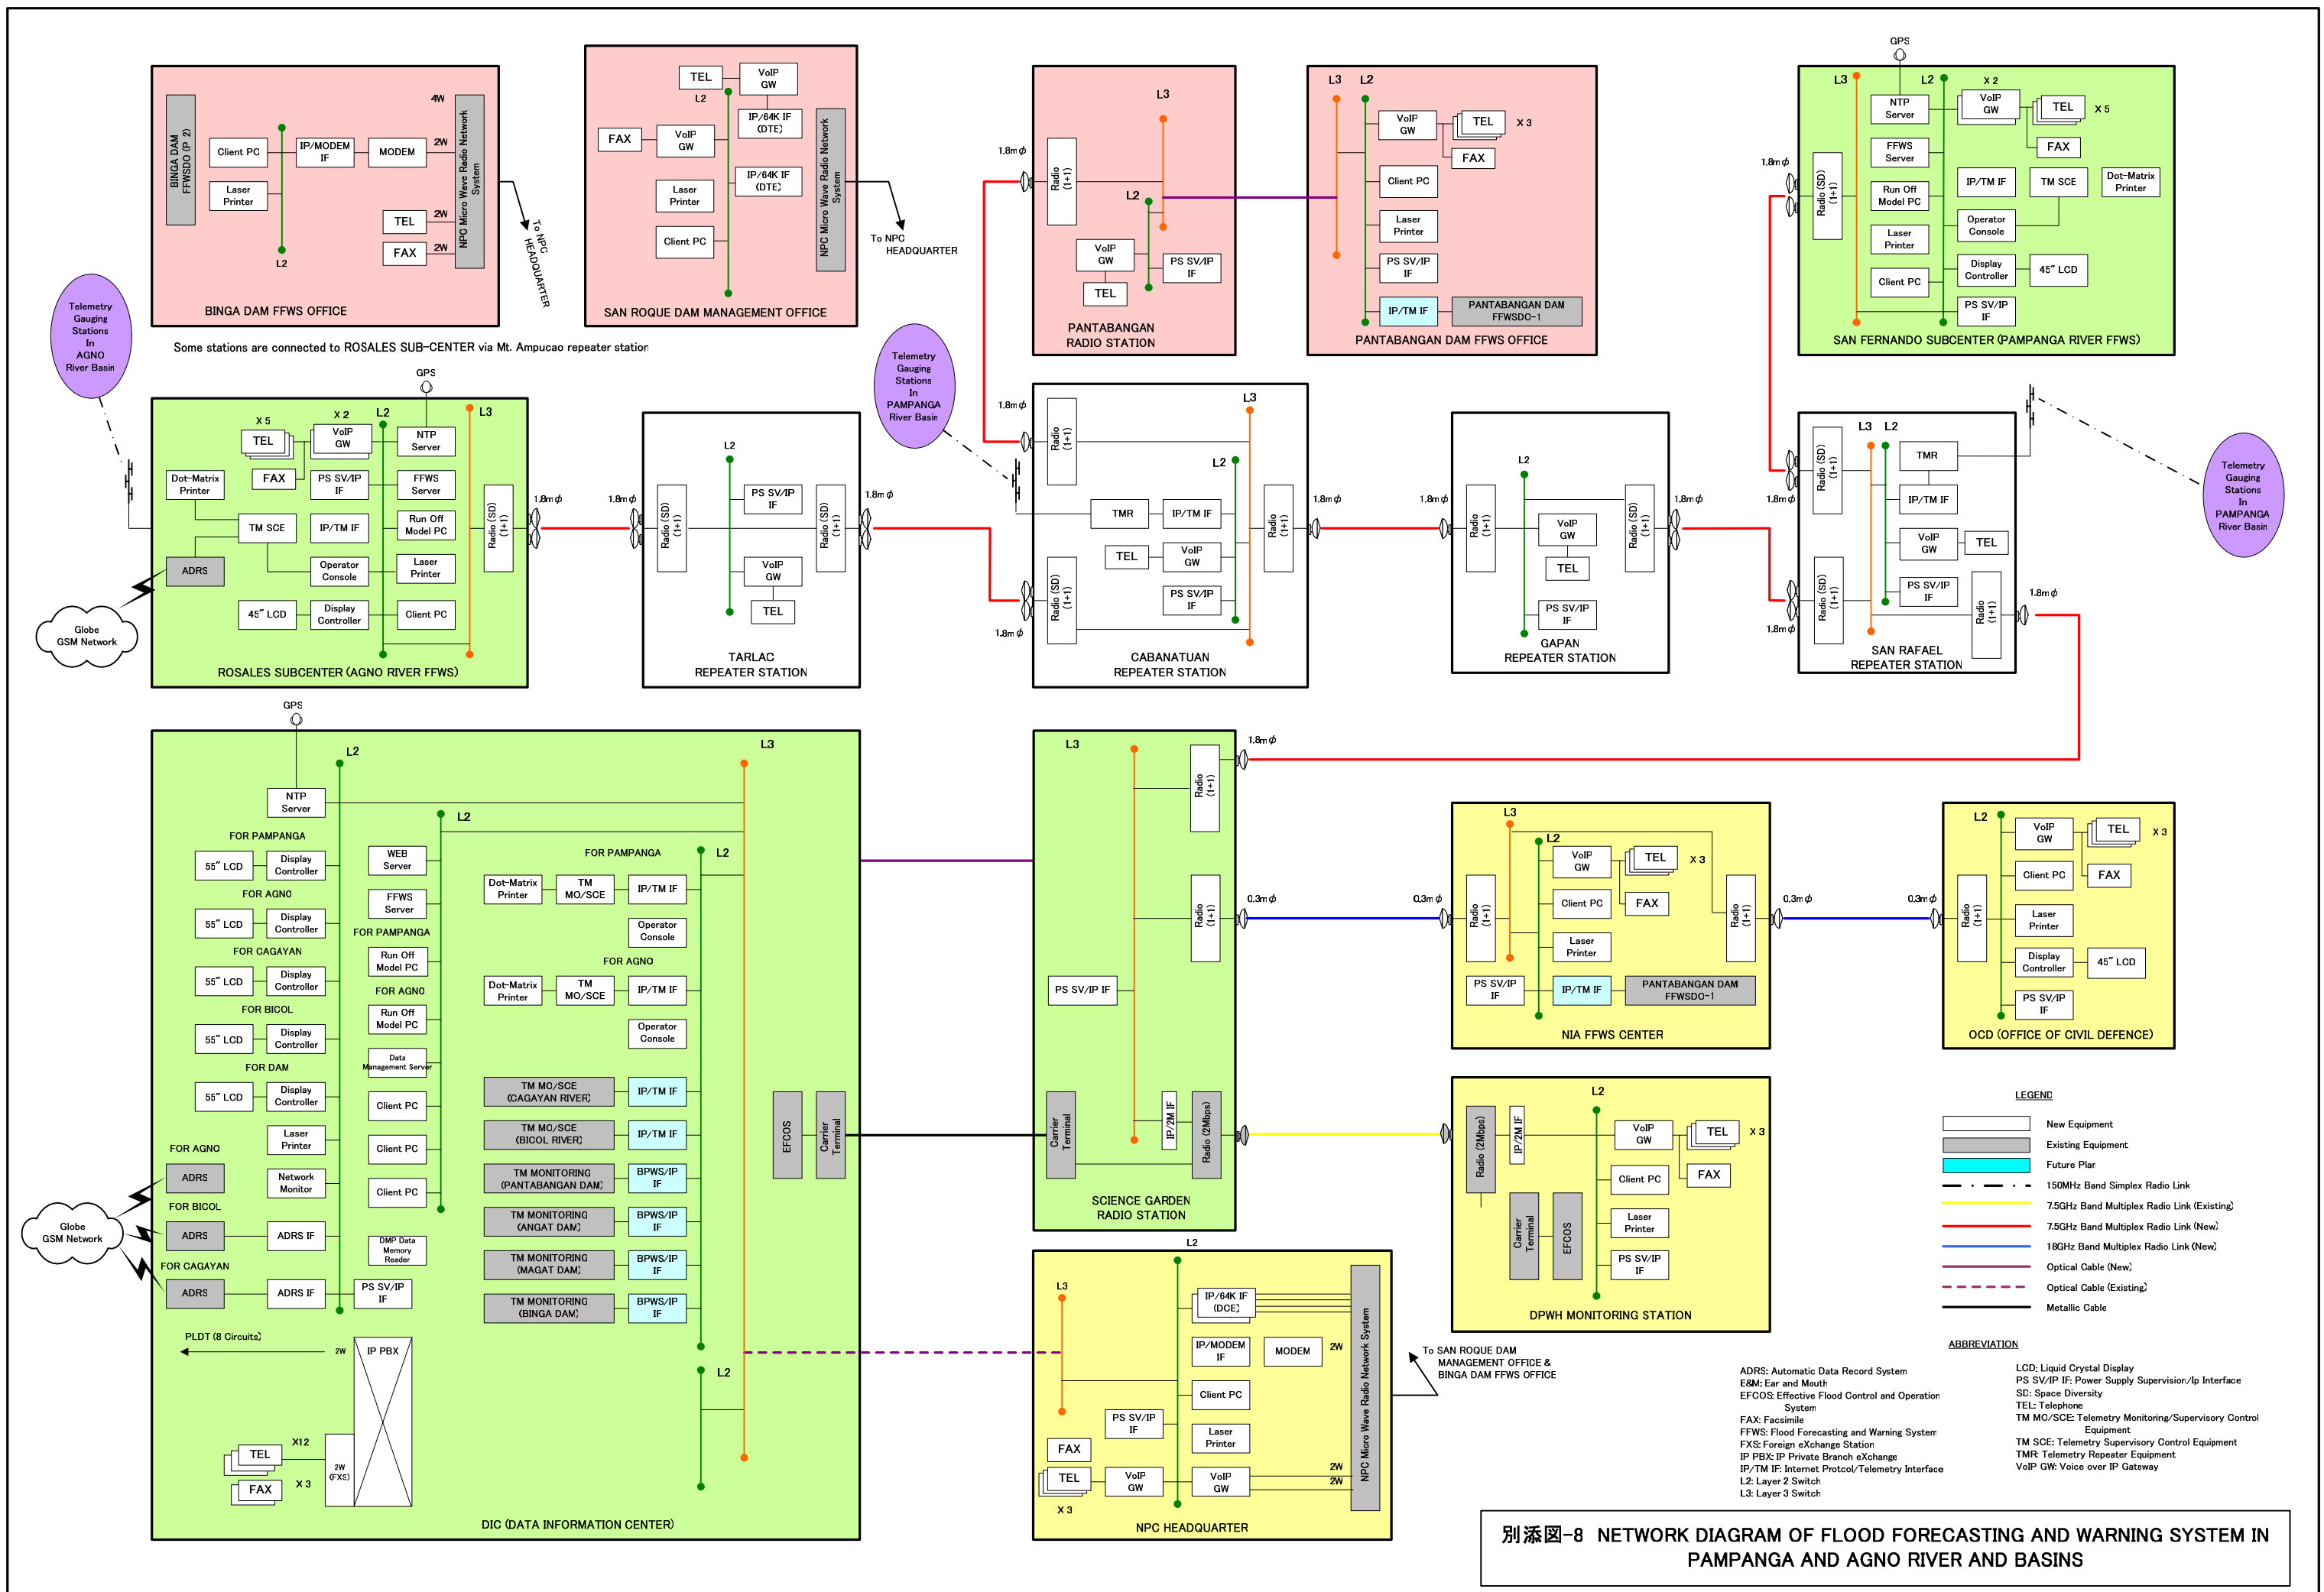 BINGA DAM
FFWSDO (P 2)
Client PC
Laser
Printer
L2
IP/MODEM
IF
MODEM
4W
2W
TEL
2W
FAX
2W
NPC Micro Wave Radio Network
System
To NPC
HEADQUARTER
BINGA DAM FFWS OFFICE
TEL
VoIP
GW
L2
IP/64K IF
(DTE)
FAX
VoIP
GW
IP/64K IF
(DTE)
Laser
Printer
Client PC
NPC Micro Wave Radio Network
System
To NPC
HEADQUARTER
SAN ROQUE DAM MANAGEMENT OFFICE
Some stations are connected to ROSALES SUB-CENTER via Mt. Ampucao repeater station
1.8mφ
Radio
(1+1)
L3
L2
VoIP
GW
TEL
PS SV/IP
IF
PANTABANGAN
RADIO STATION
L3
L2
VoIP
GW
TEL
X 3
FAX
Client PC
Laser
Printer
PS SV/IP
IF
IP/TM IF
PANTABANGAN DAM
FFWSDO-1
PANTABANGAN DAM FFWS OFFICE
GPS
L3
L2
X 2
NTP
Server
VoIP
GW
TEL
X 5
FAX
1.8mφ
Radio (SD)
(1+1)
FFWS
Server
Run Off
Model PC
IP/TM IF
TM SCE
Dot-Matrix
Printer
Operator
Console
Laser
Printer
Client PC
Display
Controller
45″ LCD
PS SV/IP
IF
SAN FERNANDO SUBCENTER (PAMPANGA RIVER FFWS)
Telemetry
Gauging
Stations
In
AGNO
River Basin
Telemetry
Gauging
Stations
In
PAMPANGA
River Basin
Telemetry
Gauging
Stations
In
PAMPANGA
River Basin
GPS
X 5
X 2
L2
L3
TEL
VoIP
GW
NTP
Server
FAX
Dot-Matrix
Printer
PS SV/IP
IF
FFWS
Server
TM SCE
IP/TM IF
Run Off
Model PC
ADRS
Operator
Console
Laser
Printer
45″ LCD
Display
Controller
Client PC
Radio (SD)
(1+1)
1.8mφ
Globe
GSM Network
ROSALES SUBCENTER (AGNO RIVER FFWS)
1.8mφ
Radio (SD)
(1+1)
L2
PS SV/IP
IF
VoIP
GW
TEL
Radio (SD)
(1+1)
1.8mφ
TARLAC
REPEATER STATION
1.8mφ
Radio
(1+1)
L3
L2
TMR
IP/TM IF
TEL
VoIP
GW
PS SV/IP
IF
Radio (SD)
(1+1)
1.8mφ
Radio
(1+1)
1.8mφ
CABANATUAN
REPEATER STATION
1.8mφ
Radio
(1+1)
L2
VoIP
GW
TEL
PS SV/IP
IF
Radio (SD)
(1+1)
1.8mφ
GAPAN
REPEATER STATION
1.8mφ
Radio (SD)
(1+1)
L3
L2
TMR
IP/TM IF
VoIP
GW
TEL
PS SV/IP
IF
Radio (SD)
(1+1)
1.8mφ
Radio
(1+1)
1.8mφ
SAN RAFAEL
REPEATER STATION
GPS
L2
L3
NTP
Server
L2
FOR PAMPANGA
55″ LCD
Display
Controller
FOR AGNO
55″ LCD
Display
Controller
FOR CAGAYAN
55″ LCD
Display
Controller
FOR BICOL
55″ LCD
Display
Controller
FOR DAM
55″ LCD
Display
Controller
Laser
Printer
FOR AGNO
ADRS
Network
Monitor
FOR BICOL
ADRS
ADRS IF
FOR CAGAYAN
ADRS
ADRS IF
PS SV/IP
IF
Globe
GSM Network
WEB
Server
FFWS
Server
FOR PAMPANGA
Run Off
Model PC
FOR AGNO
Run Off
Model PC
Data
Management Server
Client PC
Client PC
Client PC
DMP Data
Memory
Reader
FOR PAMPANGA
L2
Dot-Matrix
Printer
TM
MO/SCE
IP/TM IF
Operator
Console
FOR AGNO
Dot-Matrix
Printer
TM
MO/SCE
IP/TM IF
Operator
Console
TM MO/SCE
(CAGAYAN RIVER)
IP/TM IF
TM MO/SCE
(BICOL RIVER)
IP/TM IF
TM MONITORING
(PANTABANGAN DAM)
BPWS/IP
IF
TM MONITORING
(ANGAT DAM)
BPWS/IP
IF
TM MONITORING
(MAGAT DAM)
BPWS/IP
IF
TM MONITORING
(BINGA DAM)
BPWS/IP
IF
EFCOS
Carrier
Terminal
L2
PLDT (8 Circuits)
2W
IP PBX
X12
TEL
2W
(FXS)
FAX
X 3
DIC (DATA INFORMATION CENTER)
L3
Radio
(1+1)
1.8mφ
Radio
(1+1)
0.3mφ
PS SV/IP IF
Carrier
Terminal
IP/2M IF
Radio (2Mbps)
SCIENCE GARDEN
RADIO STATION
0.3mφ
Radio
(1+1)
L3
L2
VoIP
GW
TEL
X 3
Client PC
FAX
Laser
Printer
PS SV/IP
IF
IP/TM IF
PANTABANGAN DAM
FFWSDO-1
Radio
(1+1)
0.3mφ
NIA FFWS CENTER
0.3mφ
Radio
(1+1)
L2
VoIP
GW
TEL
X 3
Client PC
FAX
Laser
Printer
Display
Controller
45″ LCD
PS SV/IP
IF
OCD (OFFICE OF CIVIL DEFENCE)
L2
Radio (2Mbps)
IP/2M IF
VoIP
GW
TEL
X 3
FAX
Client PC
Carrier
Terminal
EFCOS
Laser
Printer
PS SV/IP
IF
DPWH MONITORING STATION
L2
L3
IP/64K IF
(DCE)
IP/MODEM
IF
MODEM
2W
Client PC
PS SV/IP
IF
Laser
Printer
FAX
TEL
X 3
VoIP
GW
VoIP
GW
2W
2W
NPC Micro Wave Radio Network System
To SAN ROQUE DAM
MANAGEMENT OFFICE &
BINGA DAM FFWS OFFICE
NPC HEADQUARTER
LEGEND
New Equipment
Existing Equipment
Future Plan
150MHz Band Simplex Radio Link
7.5GHz Band Multiplex Radio Link (Existing)
7.5GHz Band Multiplex Radio Link (New)
18GHz Band Multiplex Radio Link (New)
Optical Cable (New)
Optical Cable (Existing)
Metallic Cable
ABBREVIATION
ADRS: Automatic Data Record System
E&M: Ear and Mouth
EFCOS: Effective Flood Control and Operation
System
FAX: Facsimile
FFWS: Flood Forecasting and Warning System
FXS: Foreign eXchange Station
IP PBX: IP Private Branch eXchange
IP/TM IF: Internet Protcol/Telemetry Interface
L2: Layer 2 Switch
L3: Layer 3 Switch
LCD: Liquid Crystal Display
PS SV/IP IF: Power Supply Supervision/Ip Interface
SD: Space Diversity
TEL: Telephone
TM MO/SCE: Telemetry Monitoring/Supervisory Control
Equipment
TM SCE: Telemetry Supervisory Control Equipment
TMR: Telemetry Repeater Equipment
VoIP GW: Voice over IP Gateway
別添図-8 NETWORK DIAGRAM OF FLOOD FORECASTING AND WARNING SYSTEM IN
PAMPANGA AND AGNO RIVER AND BASINS